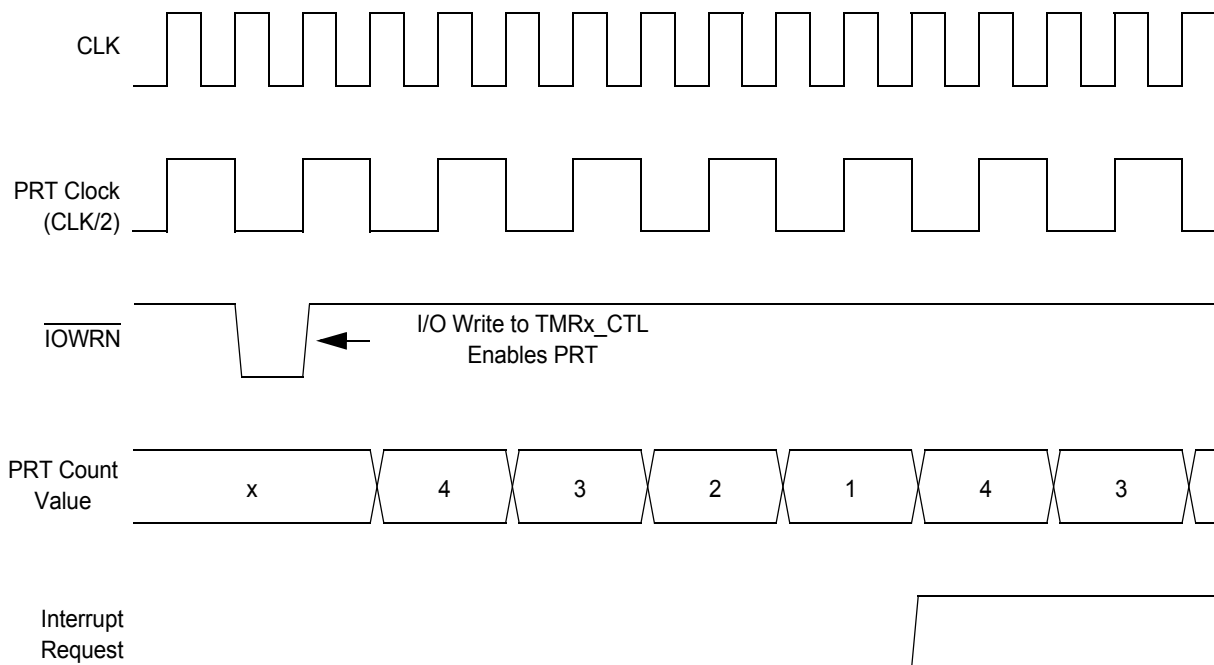 CLK
PRT Clock
(CLK/2)
IOWRN
I/O Write to TMRx_CTL
Enables PRT
PRT Count
Value
x 4 3 2 1 4 3
Interrupt
Request